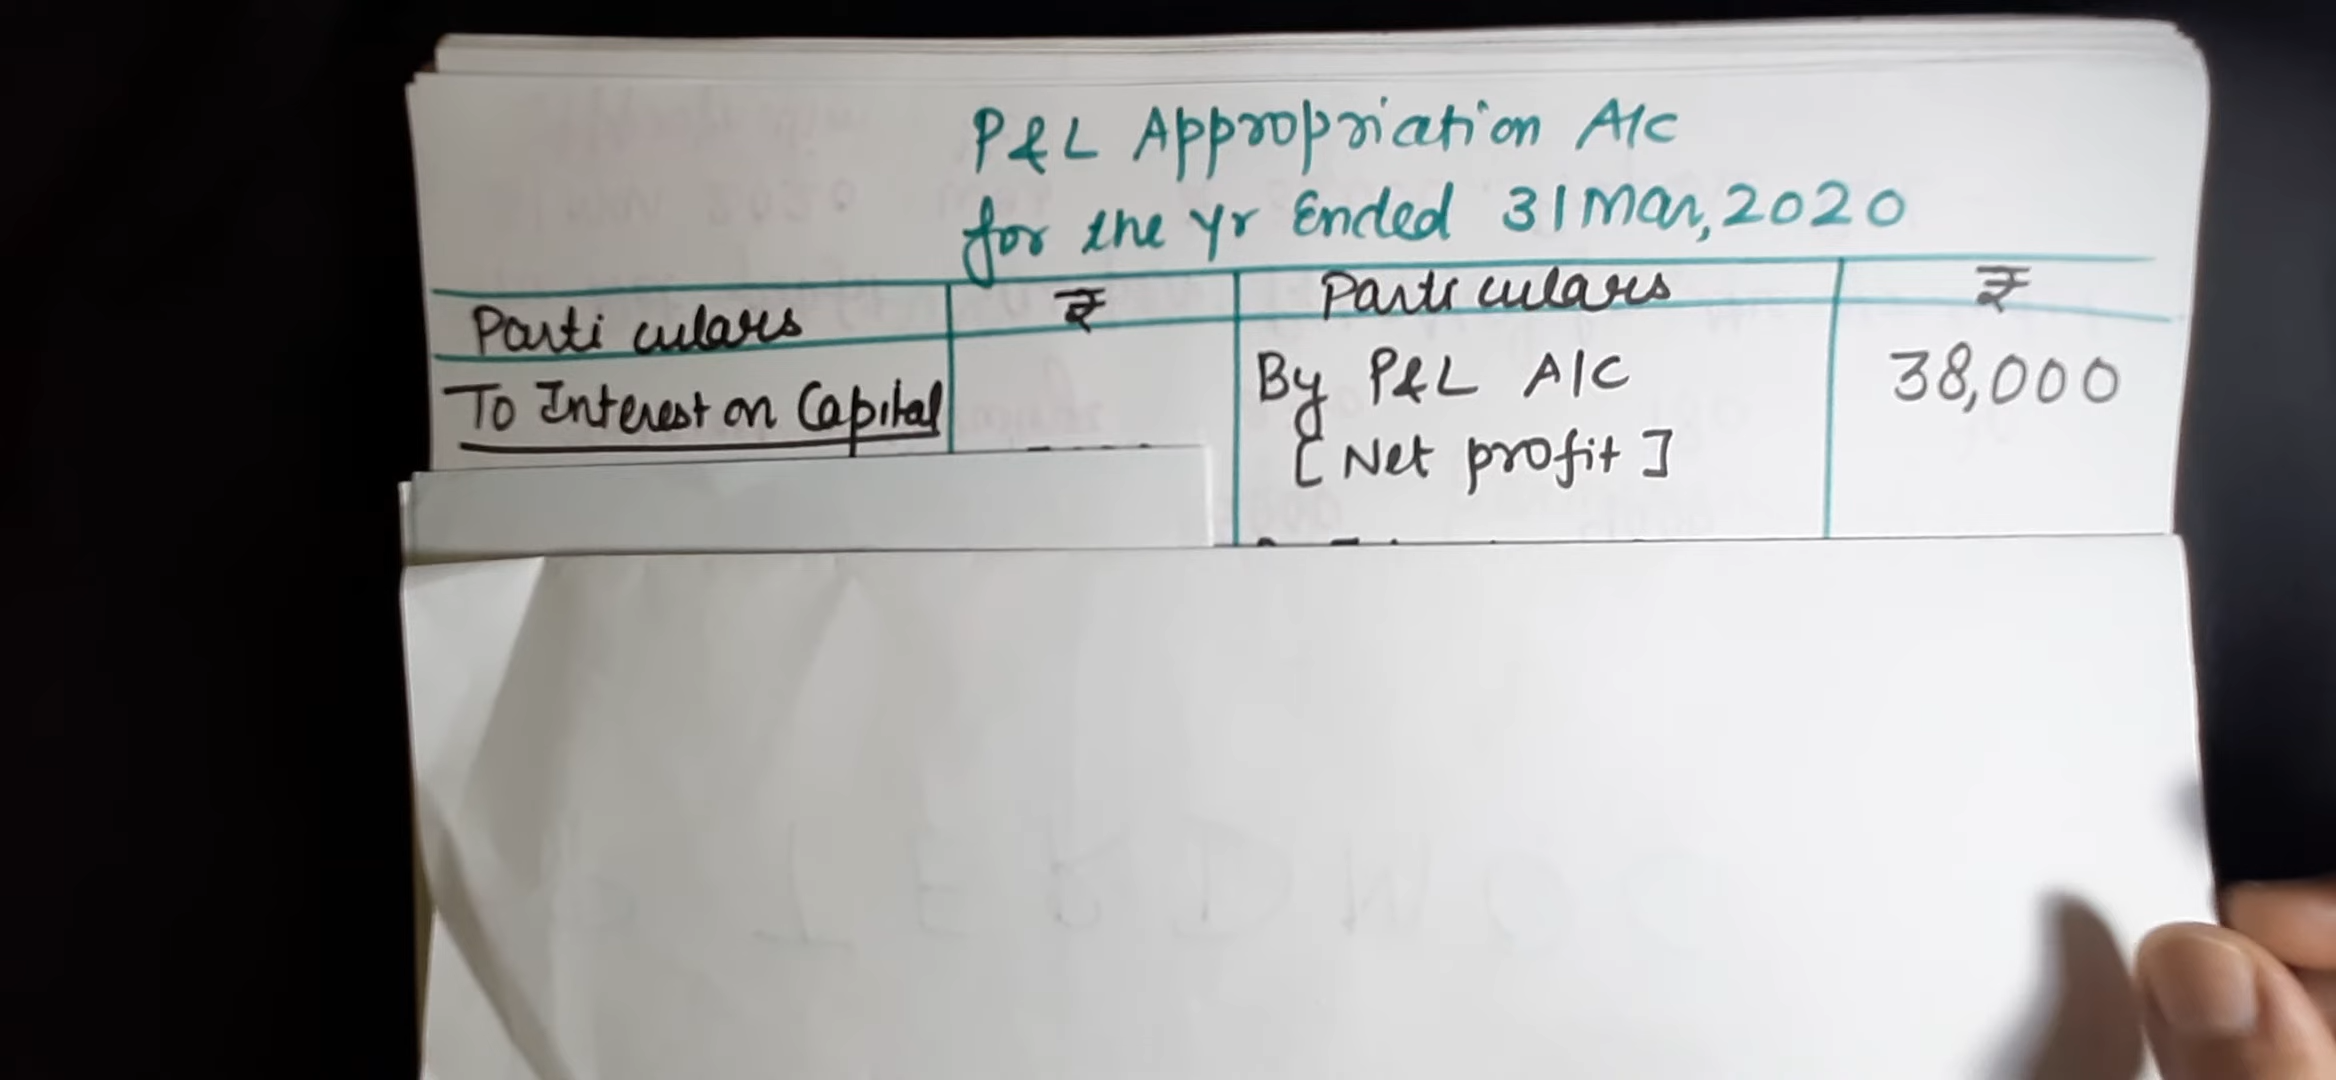 P&L Appropriation A/c
for the yr Ended 31 Mar, 2020
Particulars ₹ Particulars ₹
To Interest on Capital By P&L A/C 38,000
[Net profit]